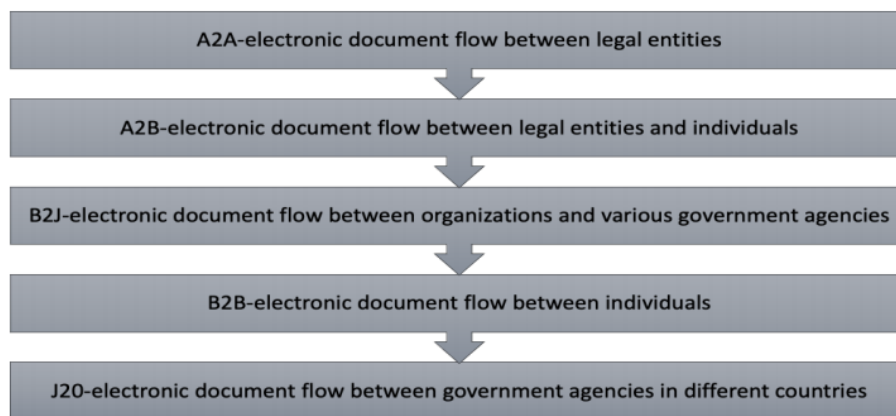 A2A-electronic document flow between legal entities
A2B-electronic document flow between legal entities and individuals
B2J-electronic document flow between organizations and various government agencies
B2B-electronic document flow between individuals
J20-electronic document flow between government agencies in different countries